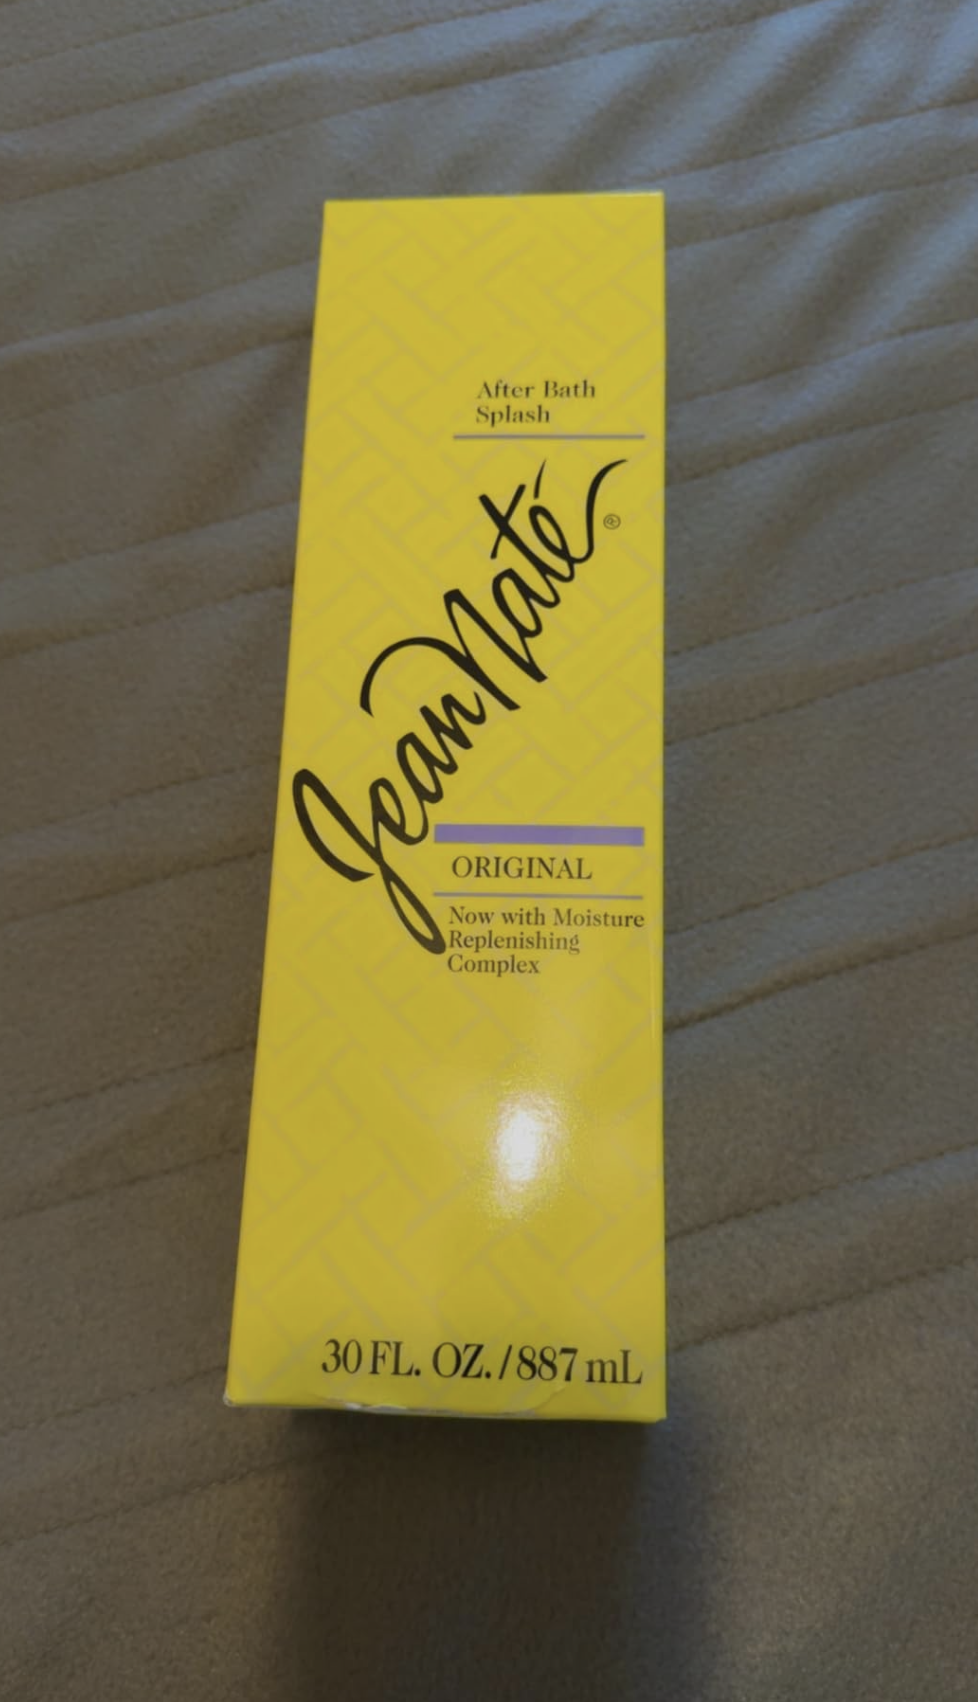 After Bath
Splash
Jean Naté®
ORIGINAL
Now with Moisture
Replenishing
Complex
30 FL. OZ./887 mL